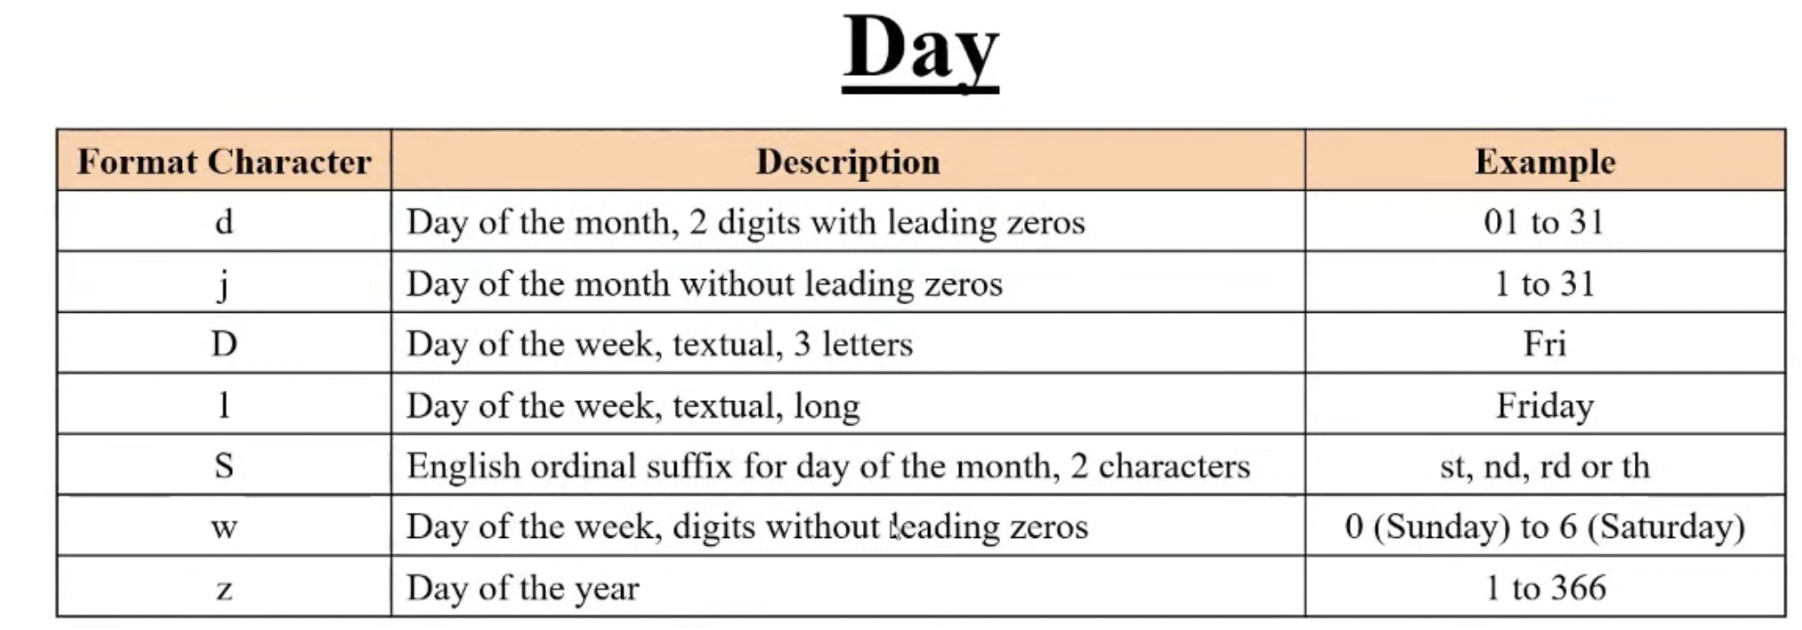 Day
Format Character Description Example
d Day of the month, 2 digits with leading zeros 01 to 31
j Day of the month without leading zeros 1 to 31
D Day of the week, textual, 3 letters Fri
l Day of the week, textual, long Friday
S English ordinal suffix for day of the month, 2 characters st, nd, rd or th
w Day of the week, digits without leading zeros 0 (Sunday) to 6 (Saturday)
z Day of the year 1 to 366